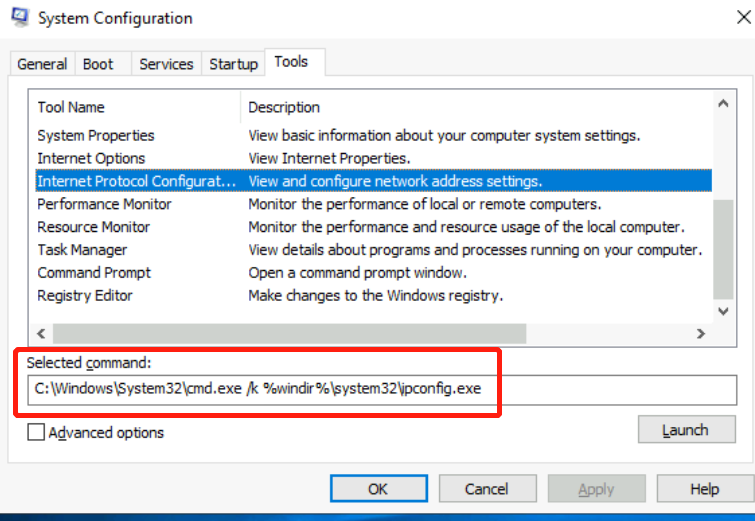 System Configuration
General Boot Services Startup Tools
Tool Name Description
System Properties View basic information about your computer system settings.
Internet Options View Internet Properties.
Internet Protocol Configurat... View and configure network address settings.
Performance Monitor Monitor the performance of local or remote computers.
Resource Monitor Monitor the performance and resource usage of the local computer.
Task Manager View details about programs and processes running on your computer.
Command Prompt Open a command prompt window.
Registry Editor Make changes to the Windows registry.
Selected command:
C:\Windows\System32\cmd.exe /k %windir%\system32\ipconfig.exe
Advanced options Launch
OK Cancel Apply Help